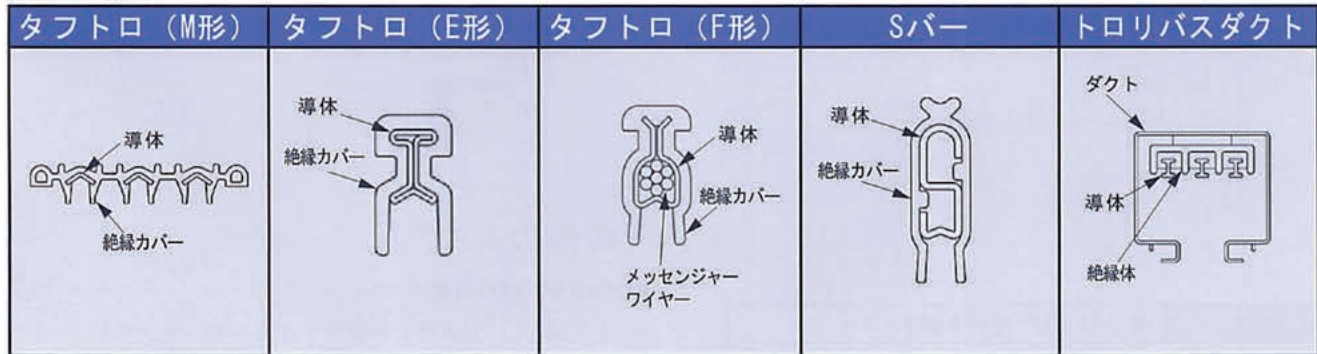 タフトロ（M形）
導体
絶縁カバー
タフトロ（E形）
導体
絶縁カバー
タフトロ（F形）
導体
絶縁カバー
メッセンジャー
ワイヤー
Sバー
導体
絶縁カバー
トロリバスダクト
ダクト
導体
絶縁体